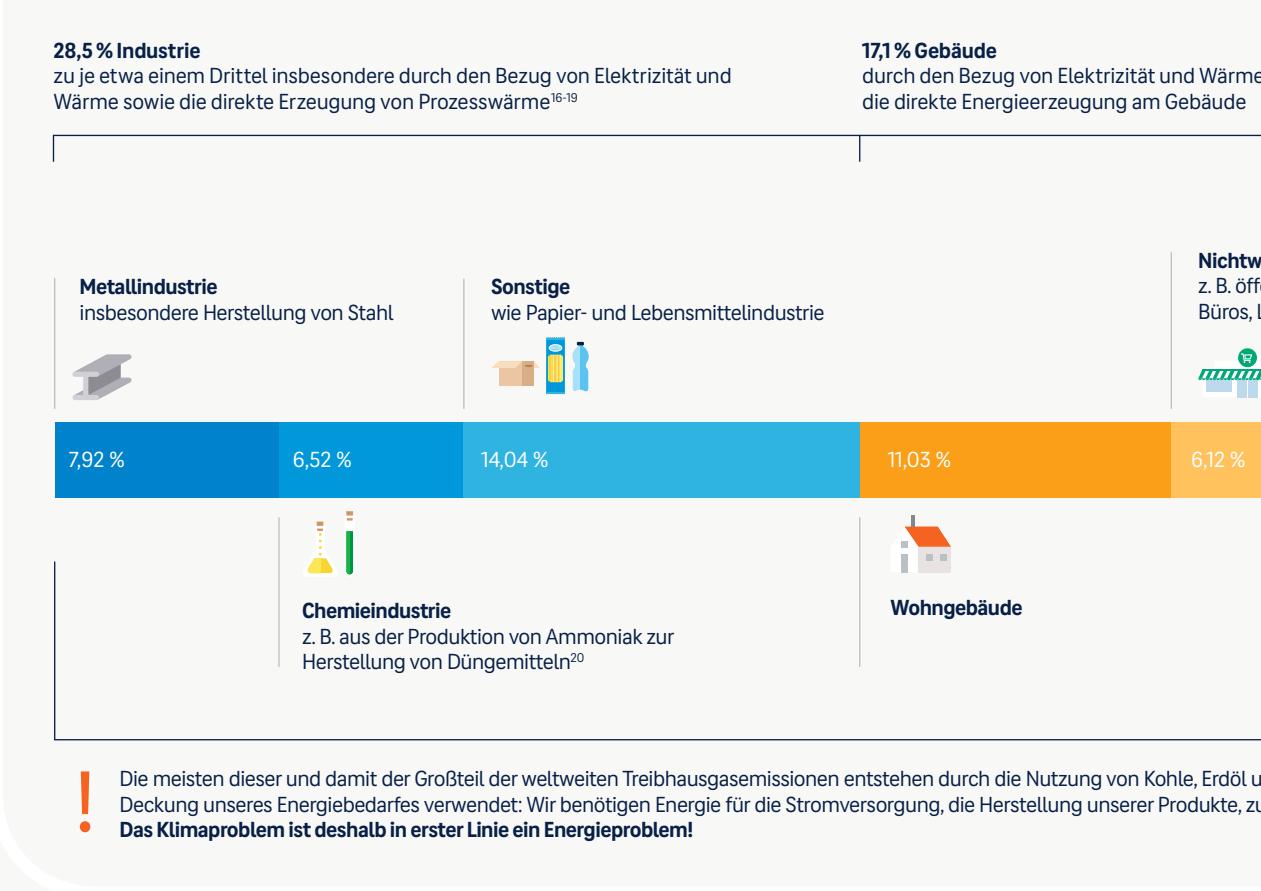 28,5 % Industrie
zu je etwa einem Drittel insbesondere durch den Bezug von Elektrizität und
Wärme sowie die direkte Erzeugung von Prozesswärme16-19
17,1 % Gebäude
durch den Bezug von Elektrizität und Wärme
die direkte Energieerzeugung am Gebäude
Metallindustrie
insbesondere Herstellung von Stahl
Sonstige
wie Papier- und Lebensmittelindustrie
z. B.
Büros,
7,92 %
6,52 %
14,04 %
11,03 %
6,12 %
Chemieindustrie
z. B. aus der Produktion von Ammoniak zur
Herstellung von Düngemitteln20
Wohngebäude
!
Die meisten dieser und damit der Großteil der weltweiten Treibhausgasemissionen entstehen durch die Nutzung von Kohle, Erdöl
Deckung unseres Energiebedarfes verwendet: Wir benötigen Energie für die Stromversorgung, die Herstellung unserer Produkte,
Das Klimaproblem ist deshalb in erster Linie ein Energieproblem!